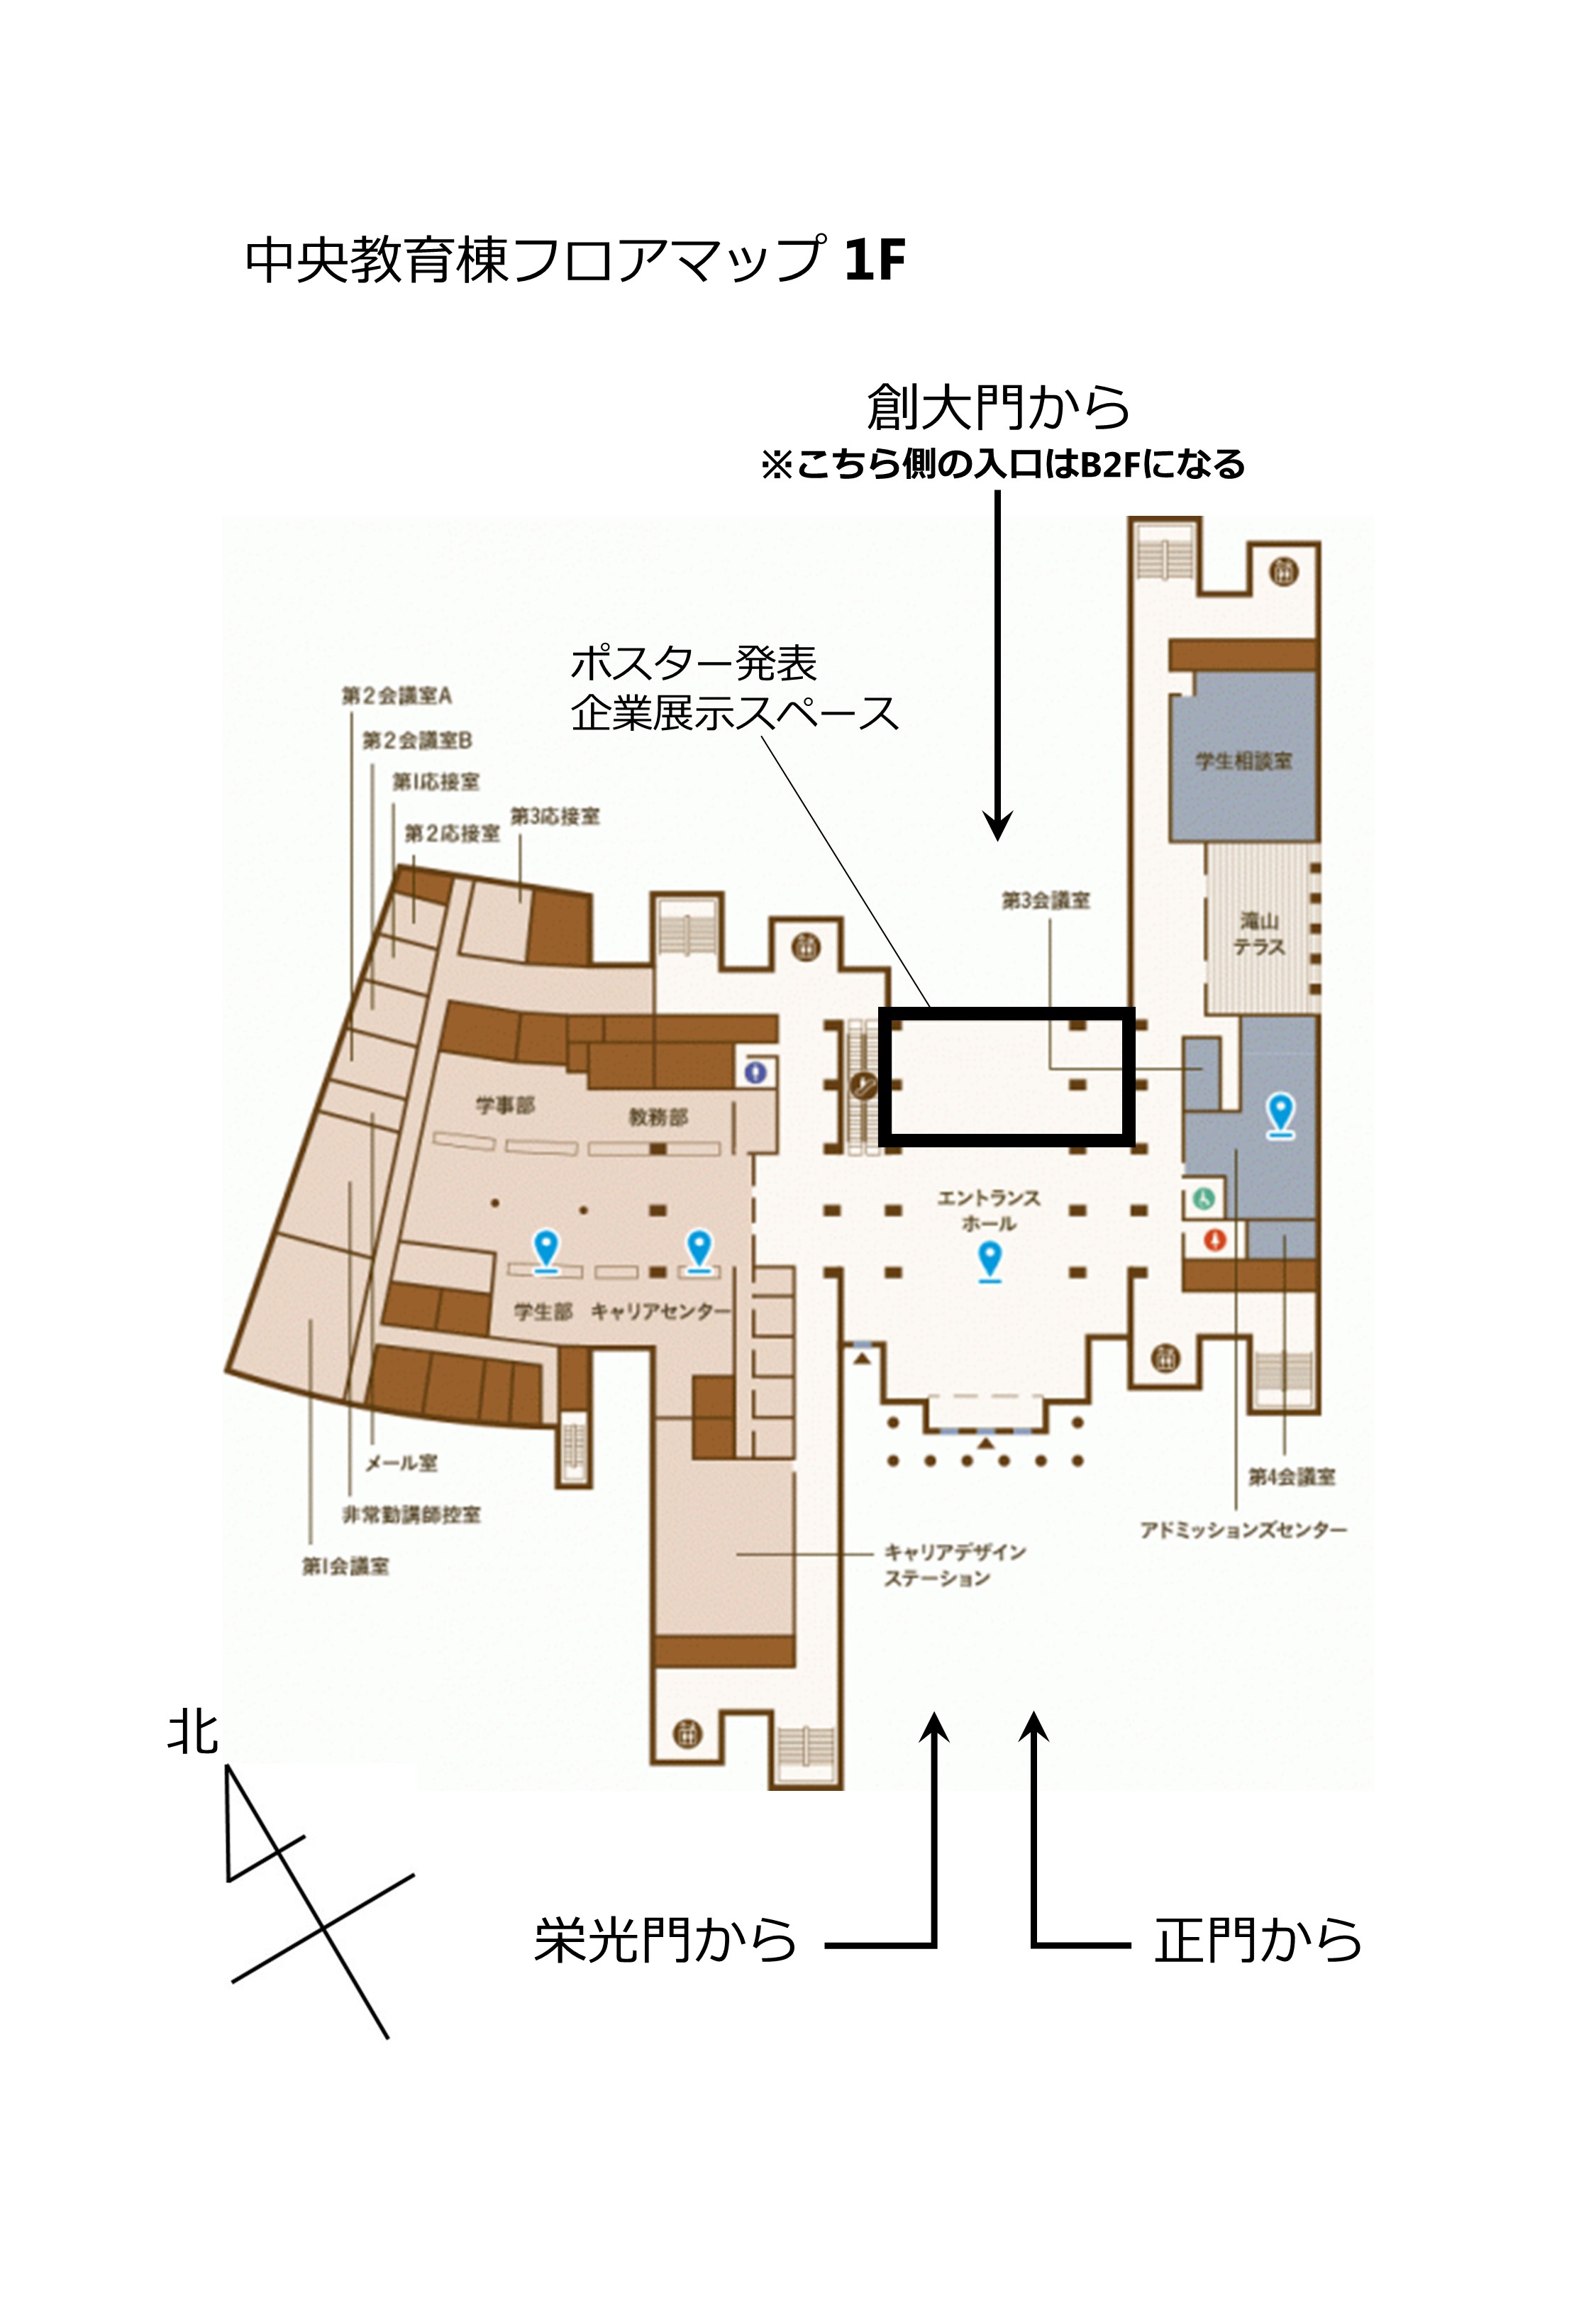 中央教育棟フロアマップ 1F
創大門から
※こちら側の入口はB2Fになる
ポスター発表
企業展示スペース
第2会議室A
第2会議室B
第1応接室
第2応接室
第3応接室
学生相談室
第3会議室
滝山
テラス
学事部
教務部
エントランス
ホール
学生部
キャリアセンター
メール室
非常勤講師控室
第1会議室
第4会議室
アドミッションズセンター
キャリアデザイン
ステーション
北
栄光門から
正門から